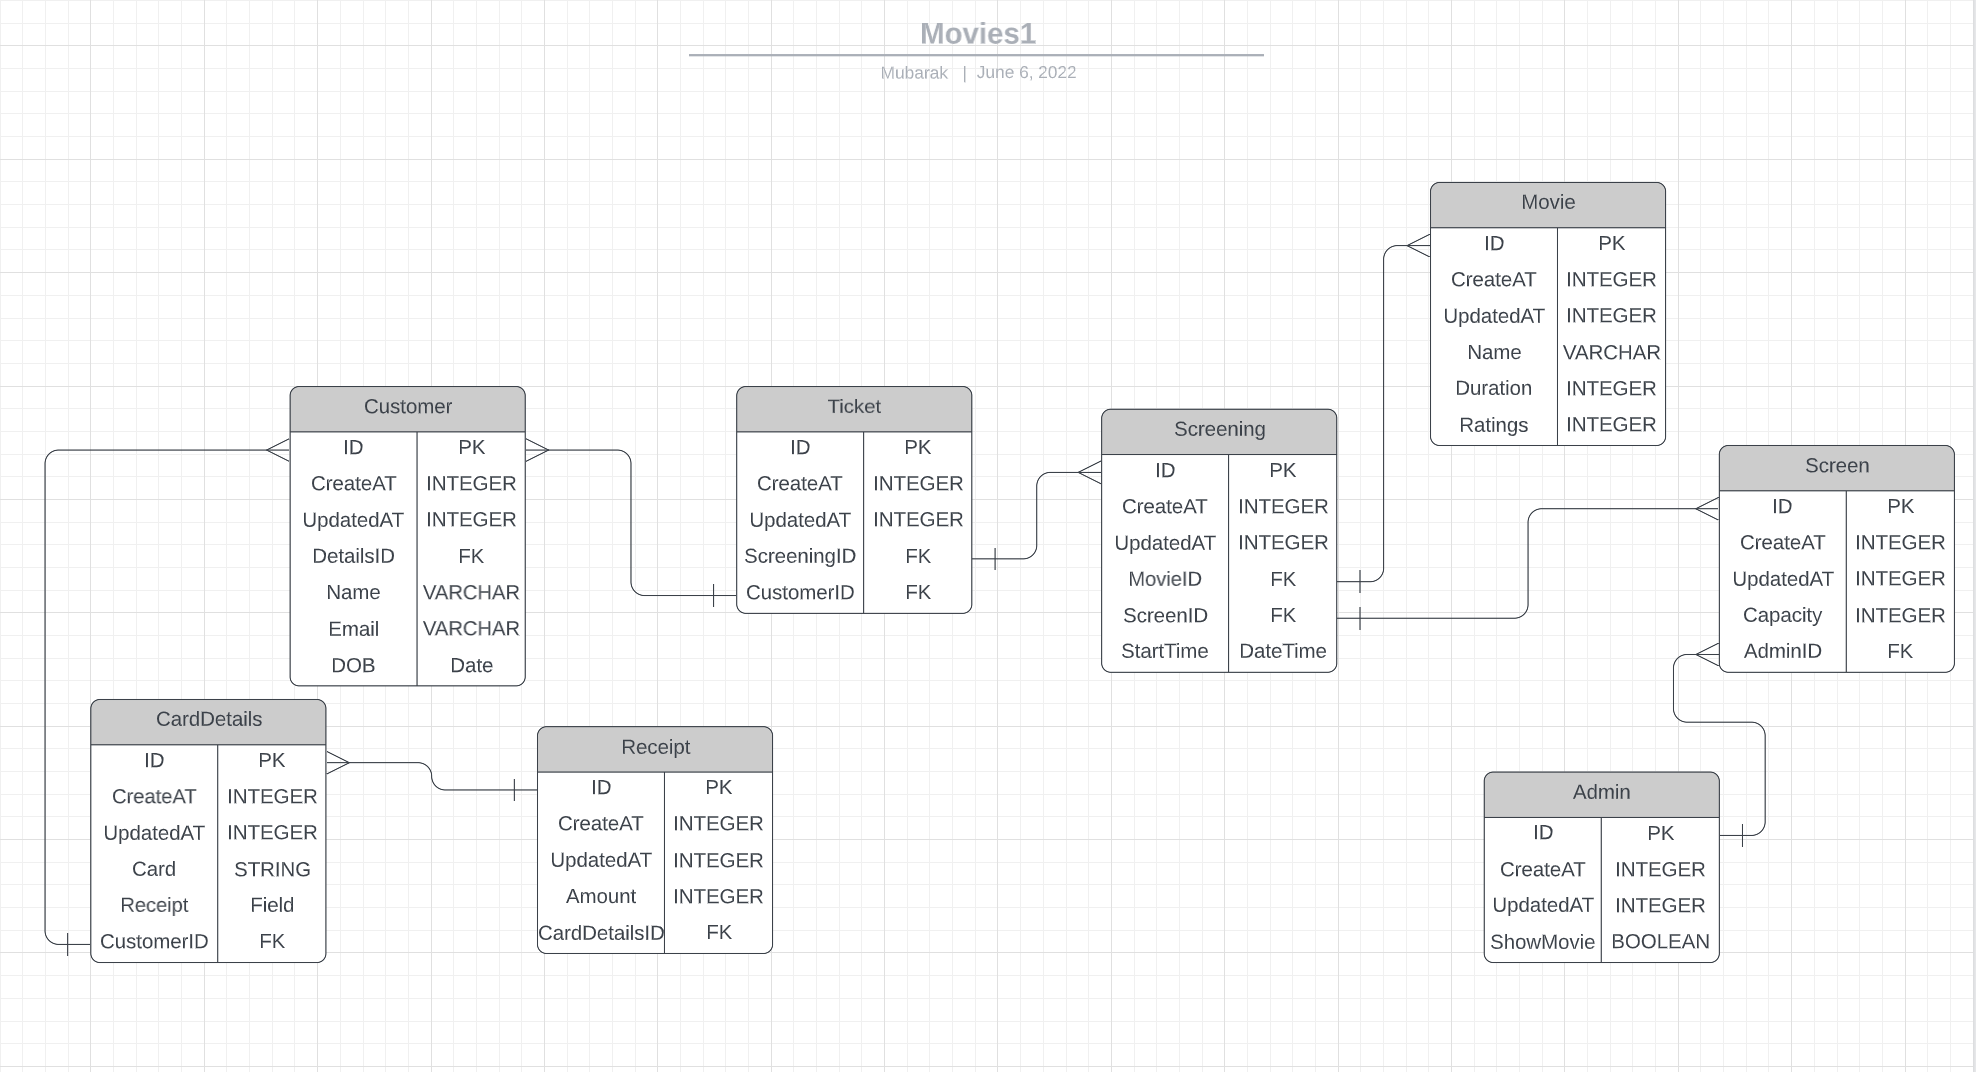 Movies1
Mubarak | June 6, 2022
Movie
ID PK
CreateAT INTEGER
UpdatedAT INTEGER
Name VARCHAR
Duration INTEGER
Ratings INTEGER
Customer
ID PK
CreateAT INTEGER
UpdatedAT INTEGER
DetailsID FK
Name VARCHAR
Email VARCHAR
DOB Date
Ticket
ID PK
CreateAT INTEGER
UpdatedAT INTEGER
ScreeningID FK
CustomerID FK
Screening
ID PK
CreateAT INTEGER
UpdatedAT INTEGER
MovieID FK
ScreenID FK
StartTime DateTime
Screen
ID PK
CreateAT INTEGER
UpdatedAT INTEGER
Capacity INTEGER
AdminID FK
CardDetails
ID PK
CreateAT INTEGER
UpdatedAT INTEGER
Card STRING
Receipt Field
CustomerID FK
Receipt
ID PK
CreateAT INTEGER
UpdatedAT INTEGER
Amount INTEGER
CardDetailsID FK
Admin
ID PK
CreateAT INTEGER
UpdatedAT INTEGER
ShowMovie BOOLEAN